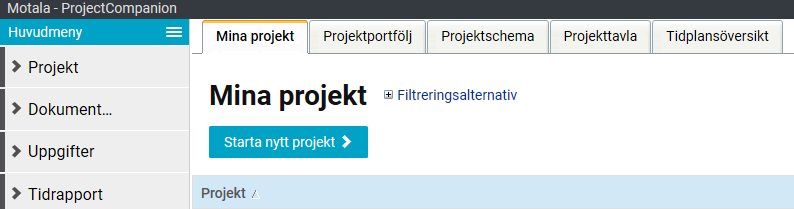 Motala - ProjectCompanion
Huvudmeny
Mina projekt Projektportfölj Projektschema Projekttavla Tidplansöversikt
Projekt
Dokument...
Uppgifter
Tidrapport
Mina projekt Filtreringsalternativ
Starta nytt projekt
Projekt